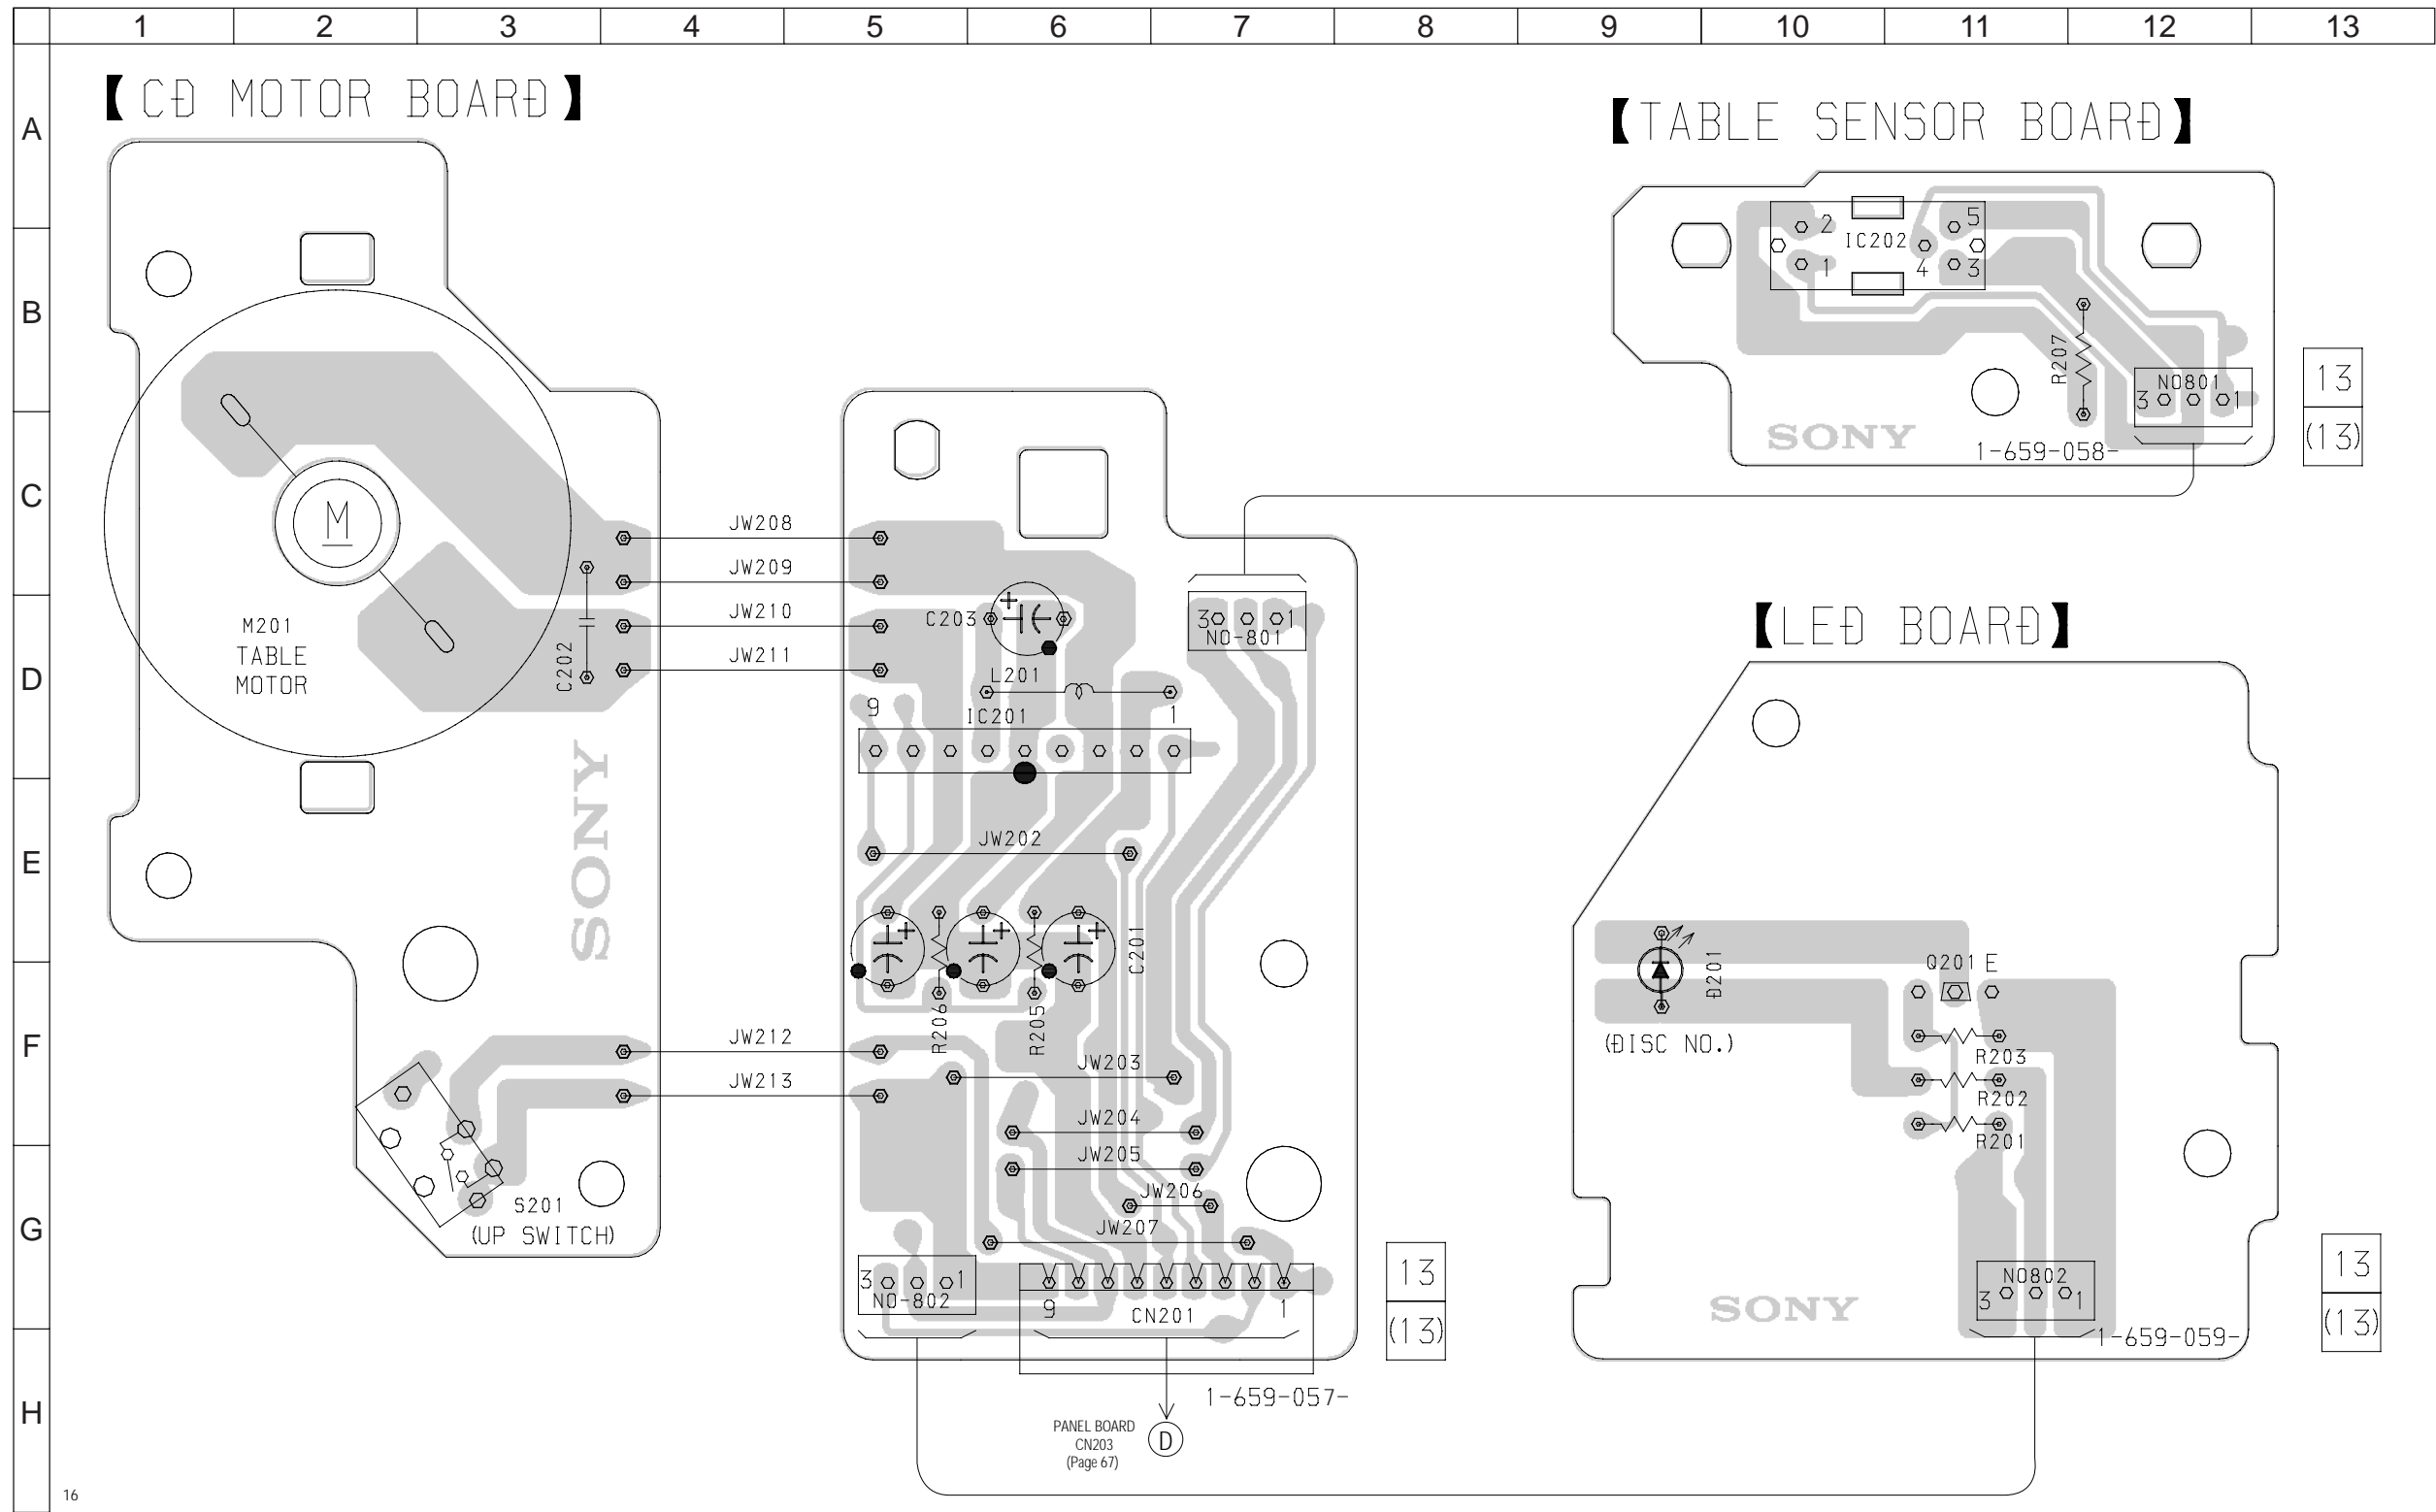 1 2 3 4 5 6 7 8 9 10 11 12 13
A
B
C
D
E
F
G
H
【CD MOTOR BOARD】
M
M201
TABLE
MOTOR
C202
SONY
S201
(UP SWITCH)
JW208
JW209
JW210
JW211
JW212
JW213
C203
L201
9 IC201 1
3 1
NO-801
JW202
C201
R206
R205
JW203
JW204
JW205
JW206
JW207
3 1
NO-802
9 CN201 1
13
(13)
1-659-057-
PANEL BOARD
CN203
(Page 67)
D
【TABLE SENSOR BOARD】
2 5
IC202
1 4 3
R207
NO801
3 1
SONY
1-659-058-
13
(13)
【LED BOARD】
D201
(DISC NO.)
Q201 E
R203
R202
R201
NO802
3 1
SONY
1-659-059-
13
(13)
16